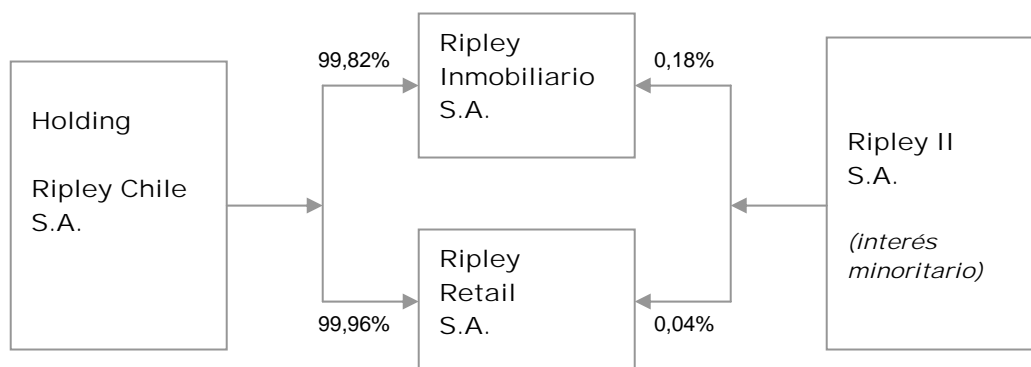 Holding
Ripley Chile
S.A.
99,82%
Ripley
Inmobiliario
S.A.
0,18%
99,96%
Ripley
Retail
S.A.
0,04%
Ripley II
S.A.
(interés
minoritario)